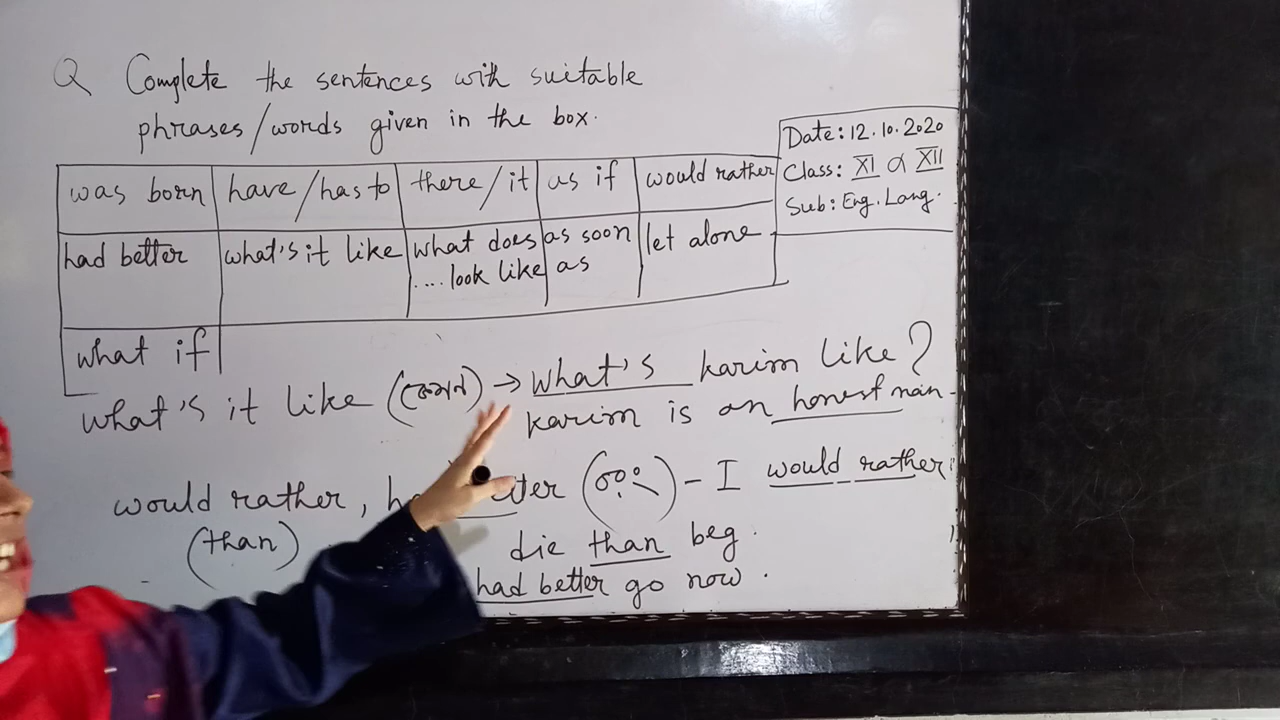 Q Complete the sentences with suitable
phrases/words given in the box.
Date: 12.10.2020
Class: XI & XII
Sub: Eng. Lang.
was born have/has to there/it as if would rather
had better what's it like what does as soon let alone
.... look like as
what if
what's it like (কেমন) → what's karim like?
karim is an honest man
would rather, (বরং) - I would rather
(than) die than beg.
had better go now.